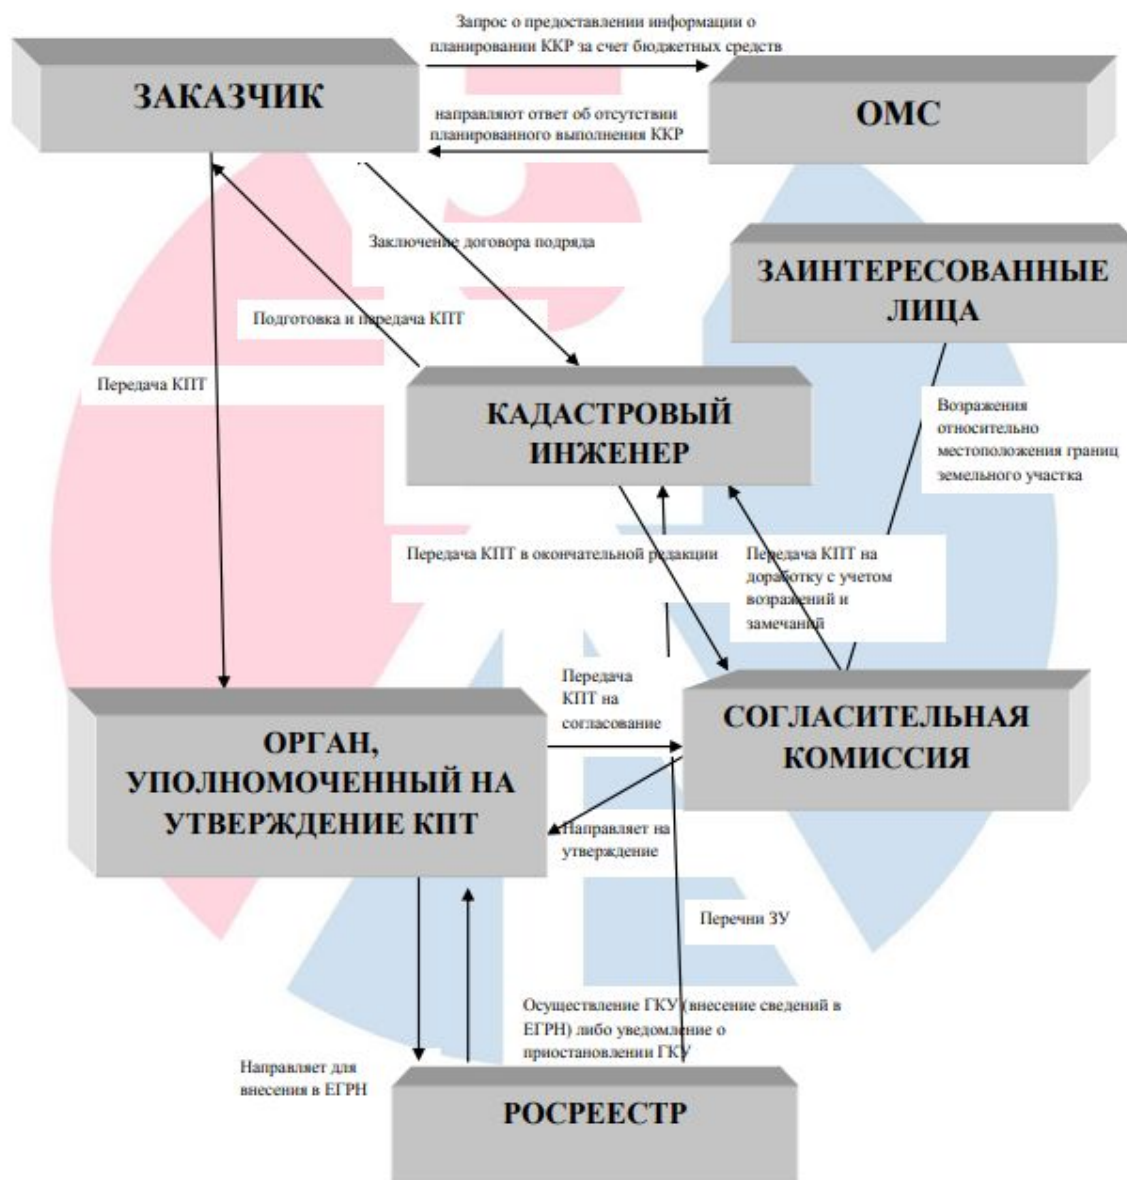 Запрос о предоставлении информации о
планировании ККР за счет бюджетных средств
ЗАКАЗЧИК
ОМС
направляют ответ об отсутствии
планированного выполнения ККР
Заключение договора подряда
ЗАИНТЕРЕСОВАННЫЕ
ЛИЦА
Подготовка и передача КПТ
Передача КПТ
КАДАСТРОВЫЙ
ИНЖЕНЕР
Возражения
относительно
местоположения границ
земельного участка
Передача КПТ в окончательной редакции
Передача КПТ на
доработку с учетом
возражений и
замечаний
Передача
КПТ на
согласование
ОРГАН,
УПОЛНОМОЧЕННЫЙ НА
УТВЕРЖДЕНИЕ КПТ
СОГЛАСИТЕЛЬНАЯ
КОМИССИЯ
Направляет на
утверждение
Перечни ЗУ
Осуществление ГКУ (внесение сведений в
ЕГРН) либо уведомление о
приостановлении ГКУ
Направляет для
внесения в ЕГРН
РОСРЕЕСТР